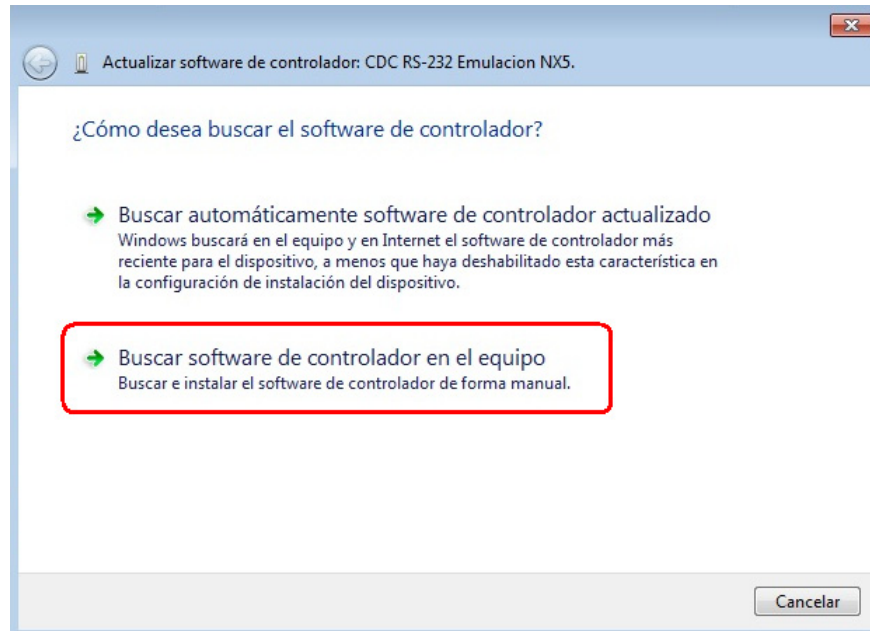 Actualizar software de controlador: CDC RS-232 Emulacion NX5.
¿Cómo desea buscar el software de controlador?
Buscar automáticamente software de controlador actualizado
Windows buscará en el equipo y en Internet el software de controlador más
reciente para el dispositivo, a menos que haya deshabilitado esta característica en
la configuración de instalación del dispositivo.
Buscar software de controlador en el equipo
Buscar e instalar el software de controlador de forma manual.
Cancelar